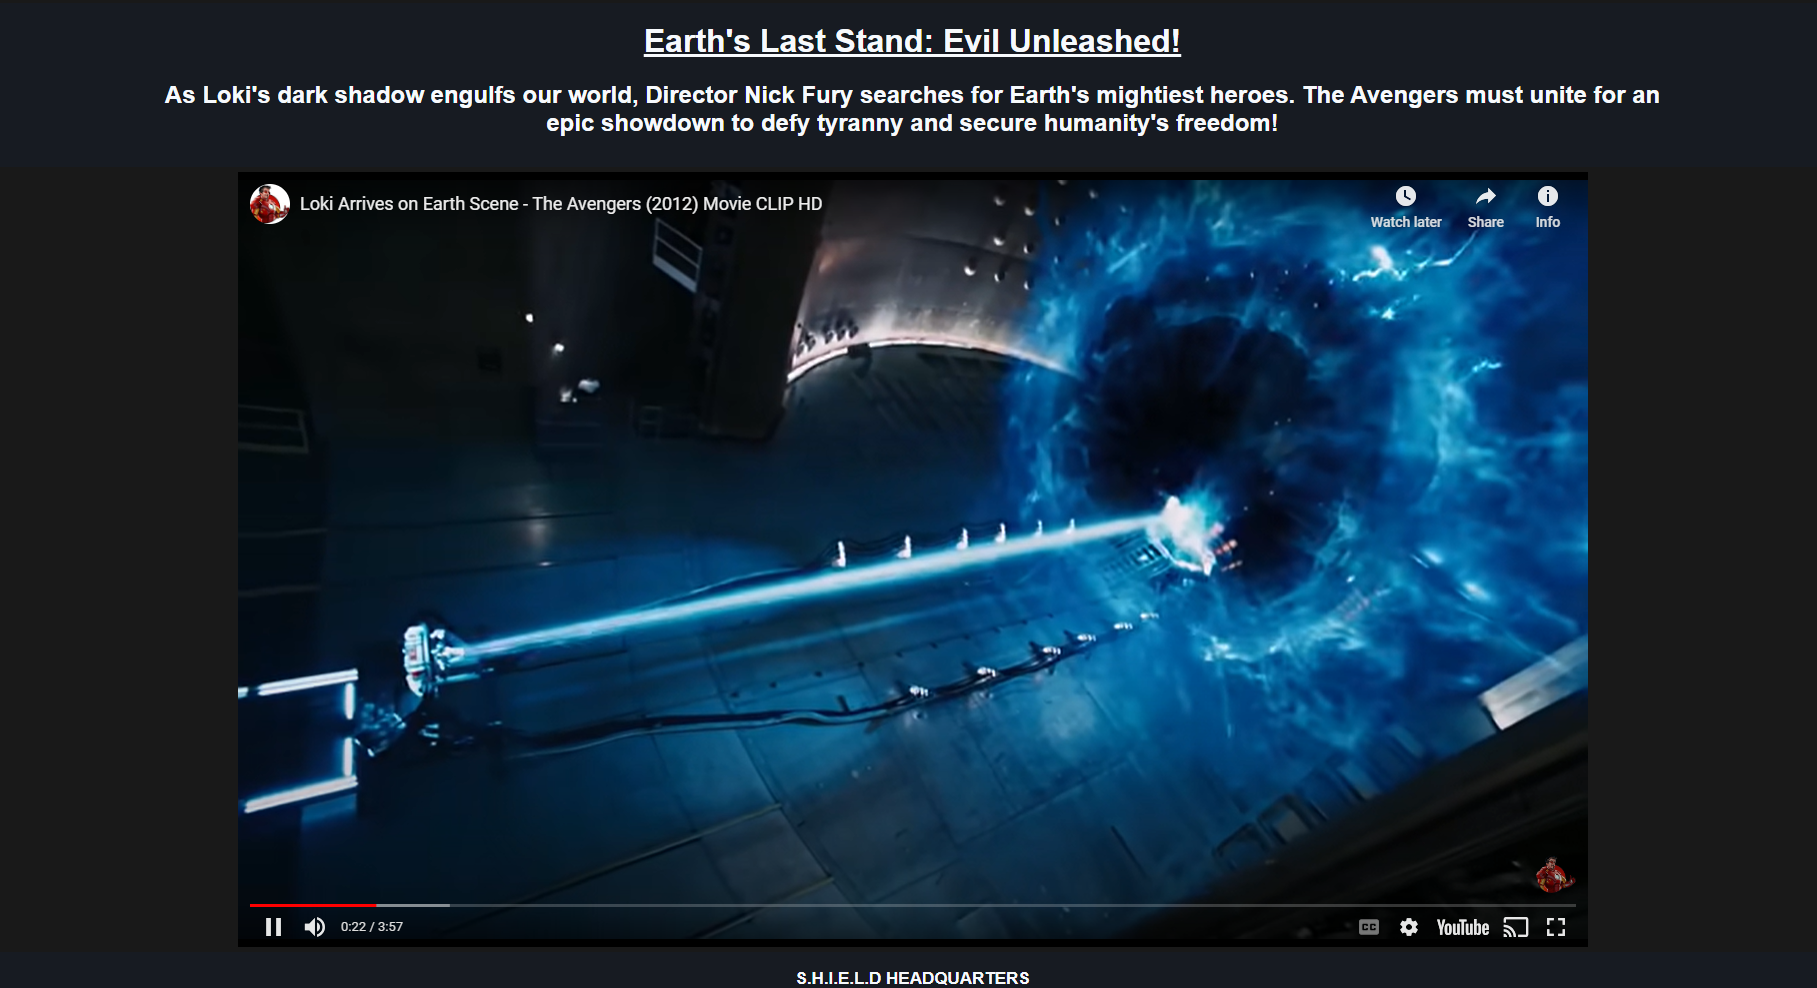 Earth's Last Stand: Evil Unleashed!
As Loki's dark shadow engulfs our world, Director Nick Fury searches for Earth's mightiest heroes. The Avengers must unite for an
epic showdown to defy tyranny and secure humanity's freedom!
Loki Arrives on Earth Scene - The Avengers (2012) Movie CLIP HD
Watch later
Share
Info
0:22 / 3:57
CC
YouTube
S.H.I.E.L.D HEADQUARTERS